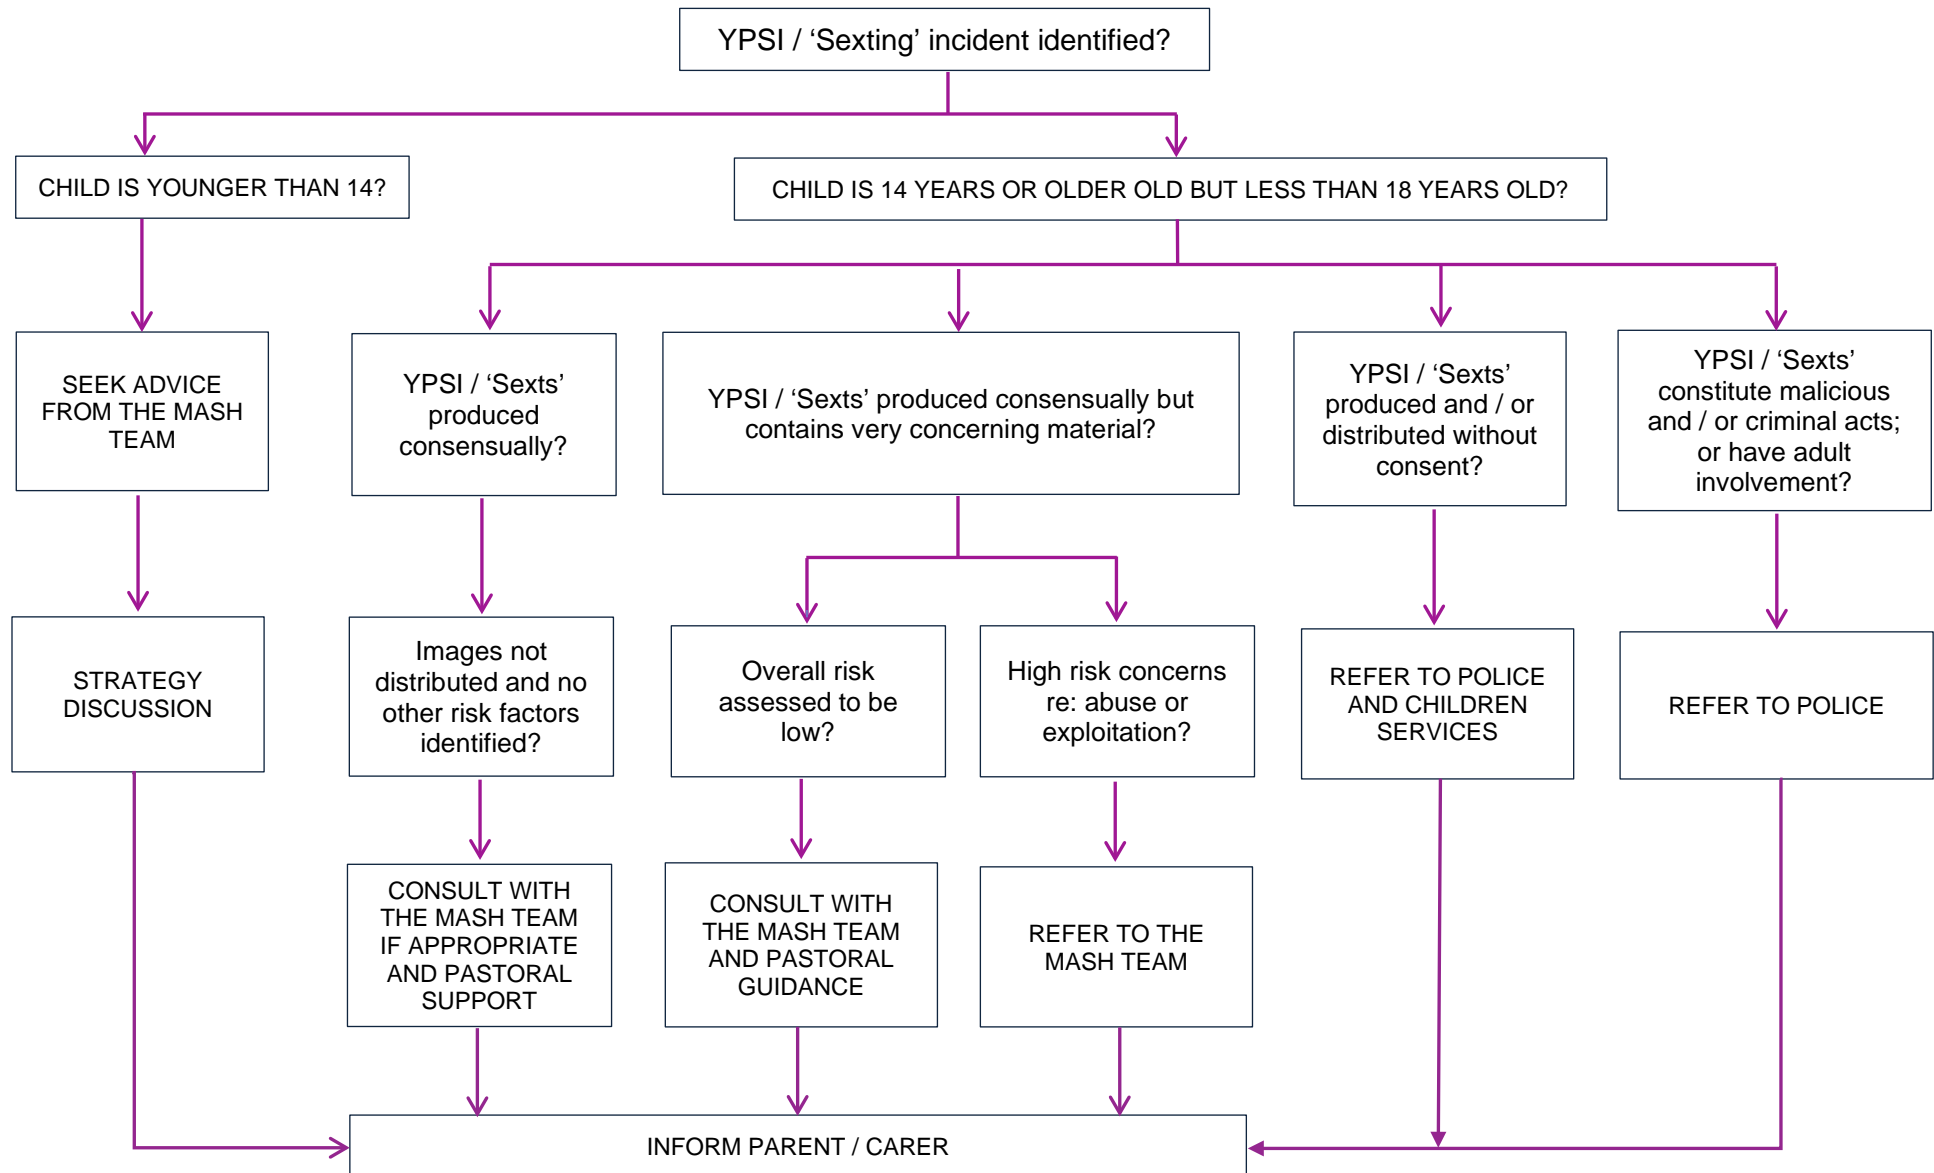 YPSI / ‘Sexting’ incident identified?
CHILD IS YOUNGER THAN 14?
CHILD IS 14 YEARS OR OLDER OLD BUT LESS THAN 18 YEARS OLD?
SEEK ADVICE
FROM THE MASH
TEAM
YPSI / ‘Sexts’
produced
consensually?
YPSI / ‘Sexts’ produced consensually but
contains very concerning material?
YPSI / ‘Sexts’
produced and / or
distributed without
consent?
YPSI / ‘Sexts’
constitute malicious
and / or criminal acts;
or have adult
involvement?
STRATEGY
DISCUSSION
Images not
distributed and no
other risk factors
identified?
Overall risk
assessed to be
low?
High risk concerns
re: abuse or
exploitation?
REFER TO POLICE
AND CHILDREN
SERVICES
REFER TO POLICE
CONSULT WITH
THE MASH TEAM
IF APPROPRIATE
AND PASTORAL
SUPPORT
CONSULT WITH
THE MASH TEAM
AND PASTORAL
GUIDANCE
REFER TO THE
MASH TEAM
INFORM PARENT / CARER